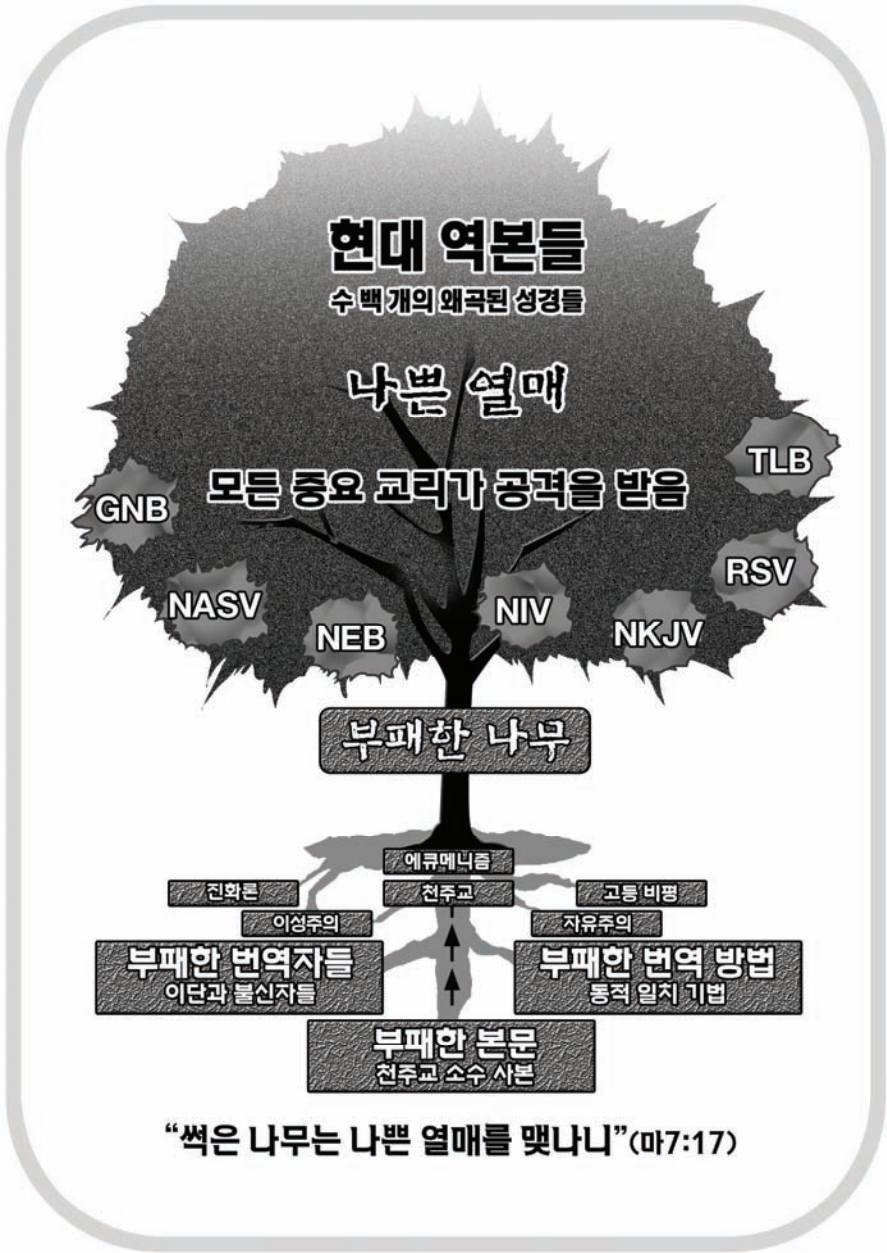 현대 역본들
수 백 개의 왜곡된 성경들
나쁜 열매
모든 중요 교리가 공격을 받음
TLB
GNB
RSV
NASV
NIV
NEB
NKJV
부패한 나무
에큐메니즘
진화론
천주교
고등 비평
이성주의
자유주의
부패한 번역자들
이단과 불신자들
부패한 번역 방법
동적 일치 기법
부패한 본문
천주교 소수 사본
“썩은 나무는 나쁜 열매를 맺나니”(마7:17)